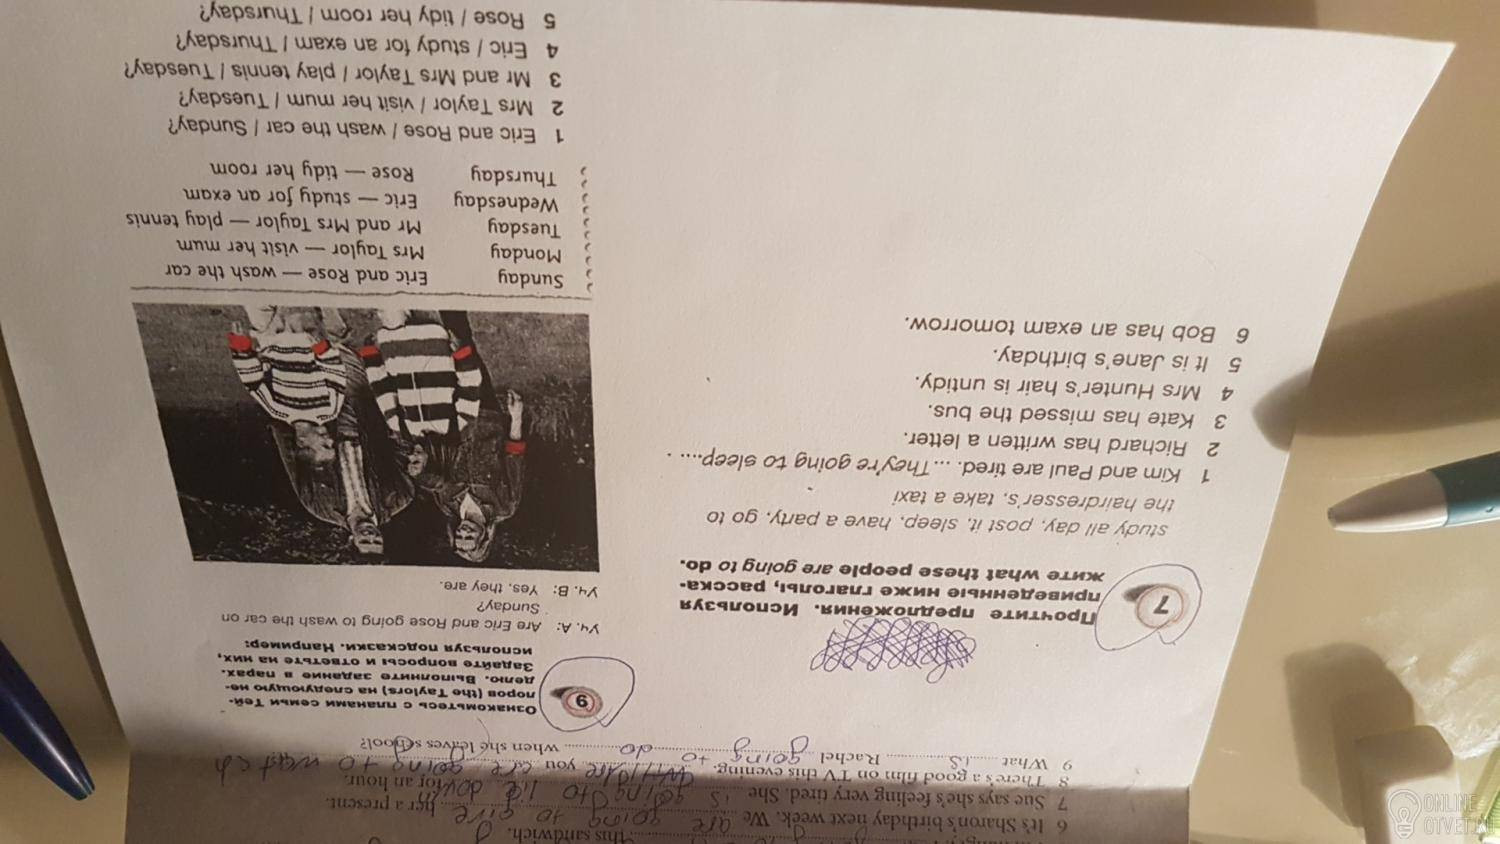 this sandwich.
6 It's Sharon's birthday next week. We are going to give her a present.
7 Sue says she's feeling very tired. She is going to lie down for an hour.
8 There's a good film on TV this evening. you are going to watch
9 What is Rachel going to do when she leaves school?
7
Прочтите предложения. Используя
приведенные ниже глаголы, расска-
жите what these people are going to do.
study all day, post it, sleep, have a party, go to
the hairdresser's, take a taxi
1 Kim and Paul are tired. ... They're going to sleep.... .
2 Richard has written a letter.
3 Kate has missed the bus.
4 Mrs Hunter's hair is untidy.
5 It is Jane's birthday.
6 Bob has an exam tomorrow.
9
Ознакомьтесь с планами семьи Тей-
лоров (the Taylors) на следующую не-
делю. Выполните задание в парах.
Задайте вопросы и ответьте на них,
используя подсказки. Например:
Уч. А: Are Eric and Rose going to wash the car on
Sunday?
Уч. В: Yes, they are.
Sunday Eric and Rose — wash the car
Monday Mrs Taylor — visit her mum
Tuesday Mr and Mrs Taylor — play tennis
Wednesday Eric — study for an exam
Thursday Rose — tidy her room
1 Eric and Rose / wash the car / Sunday?
2 Mrs Taylor / visit her mum / Tuesday?
3 Mr and Mrs Taylor / play tennis / Tuesday?
4 Eric / study for an exam / Thursday?
5 Rose / tidy her room / Thursday?
ONLINE
OTVET.RU